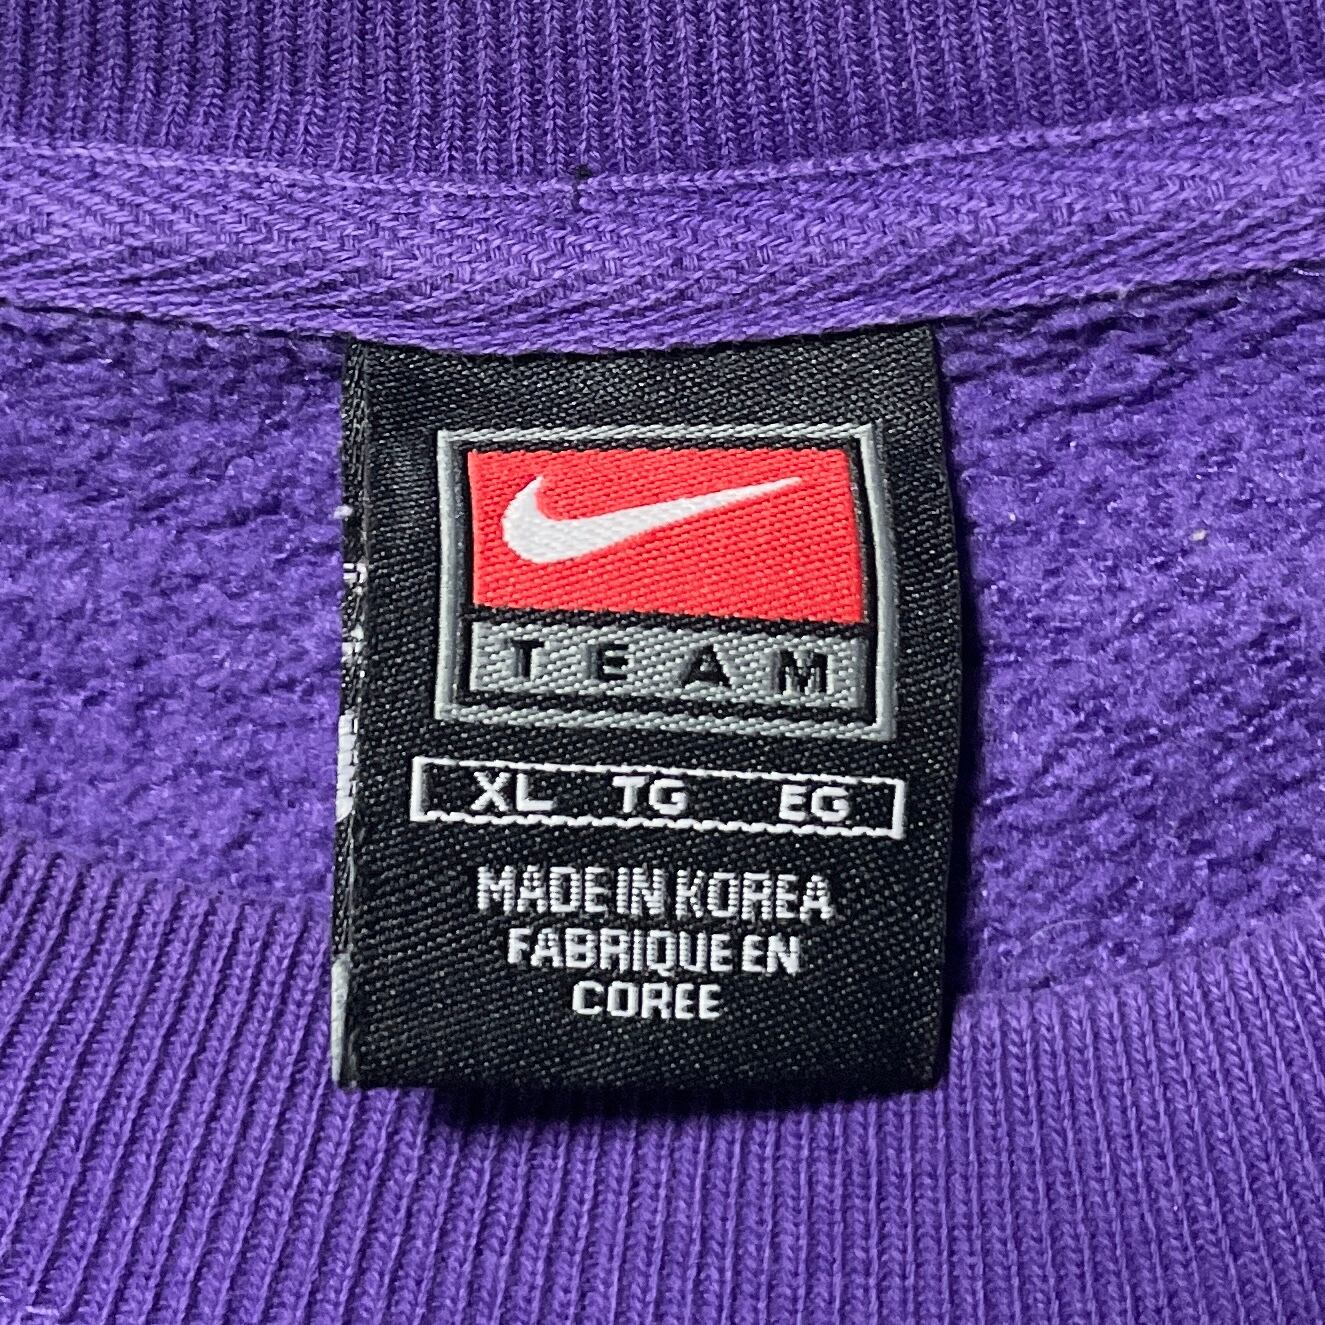 TEAM
XL TG EG
MADE IN KOREA
FABRIQUE EN
COREE